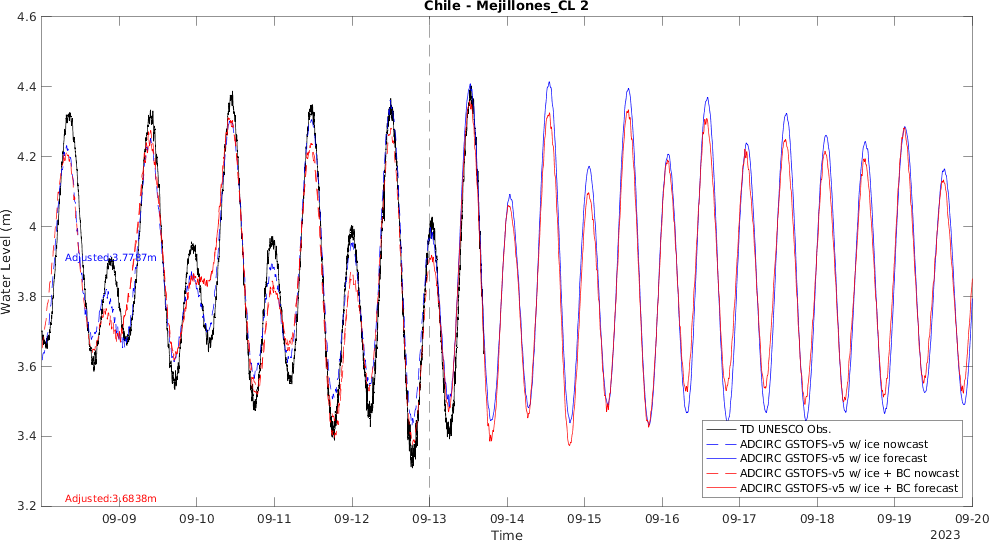 Chile - Mejillones_CL 2
4.6
4.4
4.2
4
3.8
3.6
3.4
3.2
Water Level (m)
Adjusted:3.7787m
Adjusted:3.6838m
TD UNESCO Obs.
ADCIRC GSTOFS-v5 w/ ice nowcast
ADCIRC GSTOFS-v5 w/ ice forecast
ADCIRC GSTOFS-v5 w/ ice + BC nowcast
ADCIRC GSTOFS-v5 w/ ice + BC forecast
09-09 09-10 09-11 09-12 09-13 09-14 09-15 09-16 09-17 09-18 09-19 09-20
Time
2023